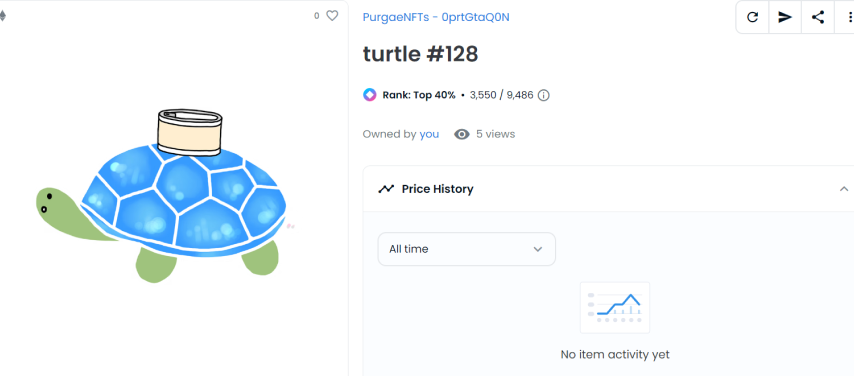 0
PurgaeNFTs - 0prtGtaQ0N
turtle #128
Rank: Top 40% • 3,550 / 9,486
Owned by you 5 views
Price History
All time
No item activity yet